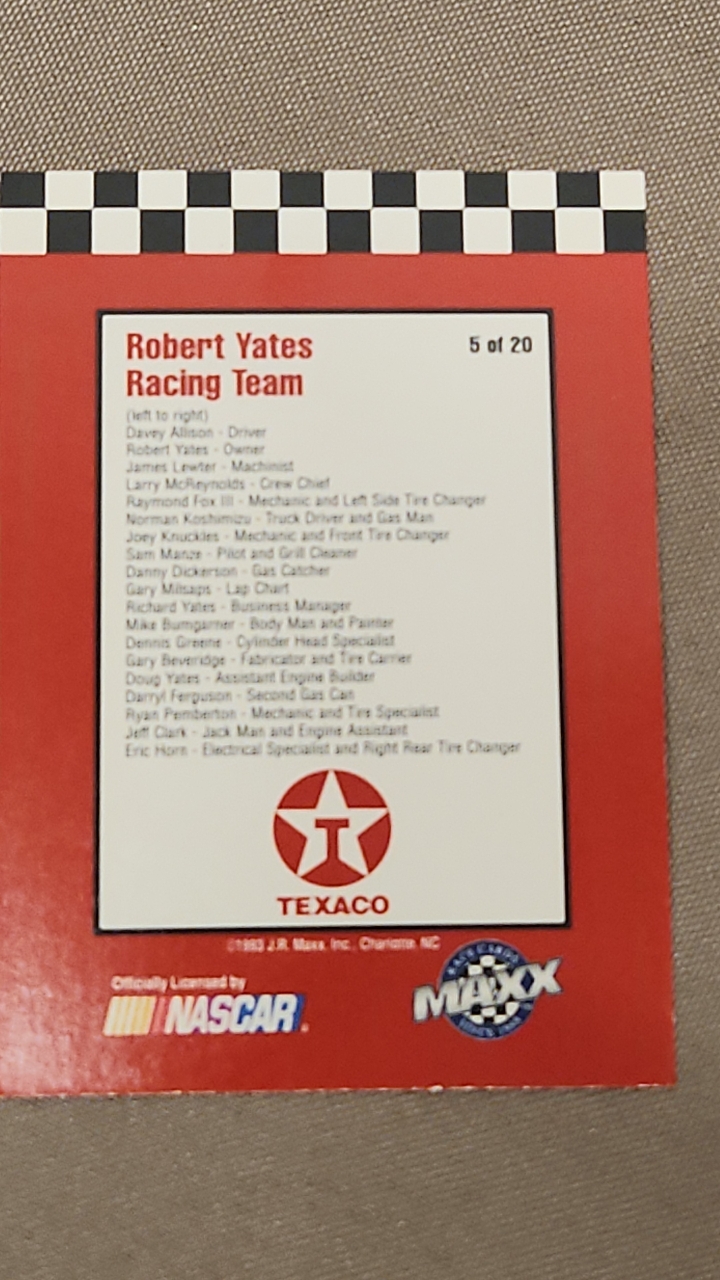 Robert Yates
Racing Team
5 of 20
(left to right)
Davey Allison - Driver
Robert Yates - Owner
James Lewter - Machinist
Larry McReynolds - Crew Chief
Raymond Fox III - Mechanic and Left Side Tire Changer
Norman Koshimizu - Truck Driver and Gas Man
Joey Knuckles - Mechanic and Front Tire Changer
Sam Manze - Pilot and Grill Cleaner
Danny Dickerson - Gas Catcher
Gary Milsaps - Lap Chart
Richard Yates - Business Manager
Mike Bumgarner - Body Man and Painter
Dennis Greene - Cylinder Head Specialist
Gary Beveridge - Fabricator and Tire Carrier
Doug Yates - Assistant Engine Builder
Darryl Ferguson - Second Gas Can
Ryan Pemberton - Mechanic and Tire Specialist
Jeff Clark - Jack Man and Engine Assistant
Eric Horn - Electrical Specialist and Right Rear Tire Changer
T
TEXACO
©1993 J.R. Maxx, Inc., Charlotte, NC
Officially Licensed by
NASCAR
MAXX